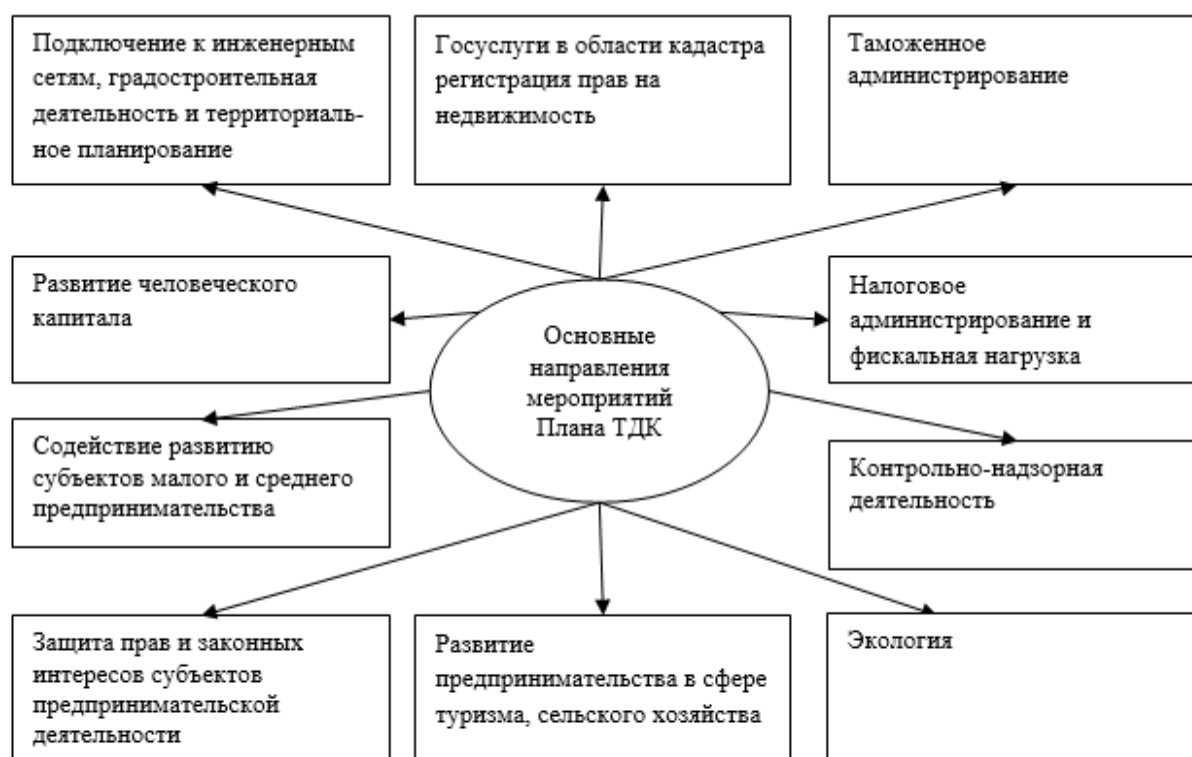 Подключение к инженерным
сетям, градостроительная
деятельность и территориаль-
ное планирование
Госуслуги в области кадастра
регистрация прав на
недвижимость
Таможенное
администрирование
Развитие человеческого
капитала
Основные
направления
мероприятий
Плана ТДК
Налоговое
администрирование и
фискальная нагрузка
Содействие развитию
субъектов малого и среднего
предпринимательства
Контрольно-надзорная
деятельность
Защита прав и законных
интересов субъектов
предпринимательской
деятельности
Развитие
предпринимательства в сфере
туризма, сельского хозяйства
Экология